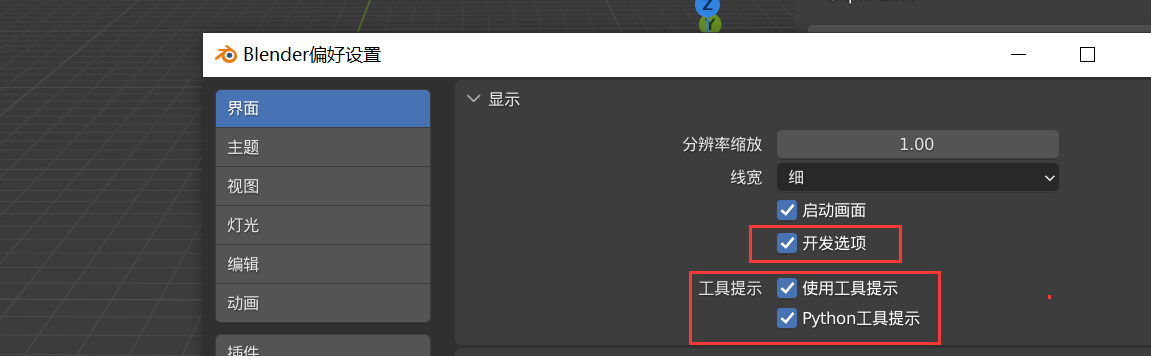 Z
Y
Blender偏好设置
界面
主题
视图
灯光
编辑
动画
插件
显示
分辨率缩放 1.00
线宽 细
启动画面
开发选项
工具提示 使用工具提示
Python工具提示